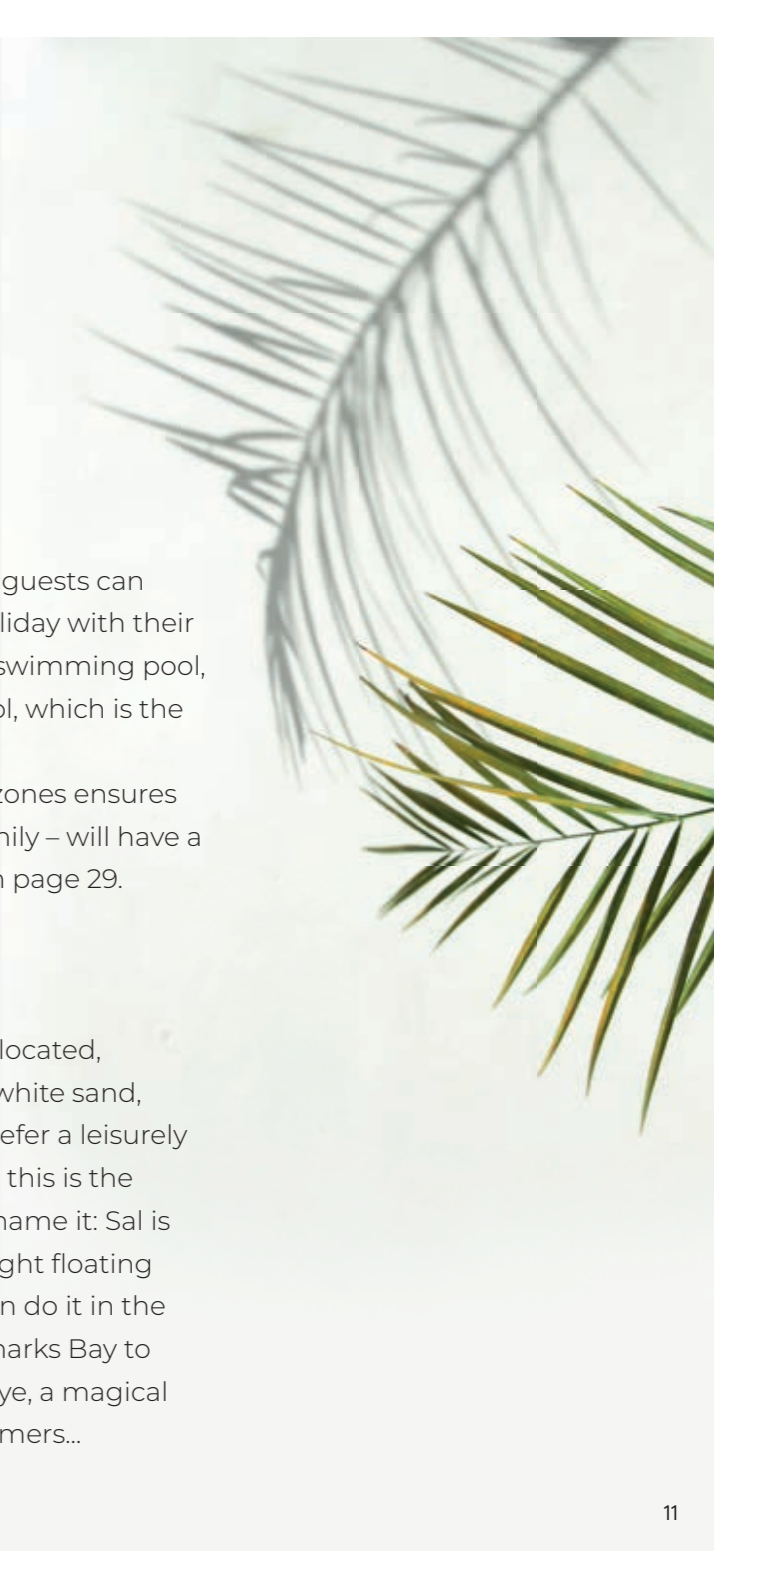 guests can
liday with their
swimming pool,
ol, which is the
zones ensures
nily – will have a
n page 29.
located,
white sand,
efer a leisurely
this is the
name it: Sal is
ght floating
n do it in the
harks Bay to
ye, a magical
mers...
11